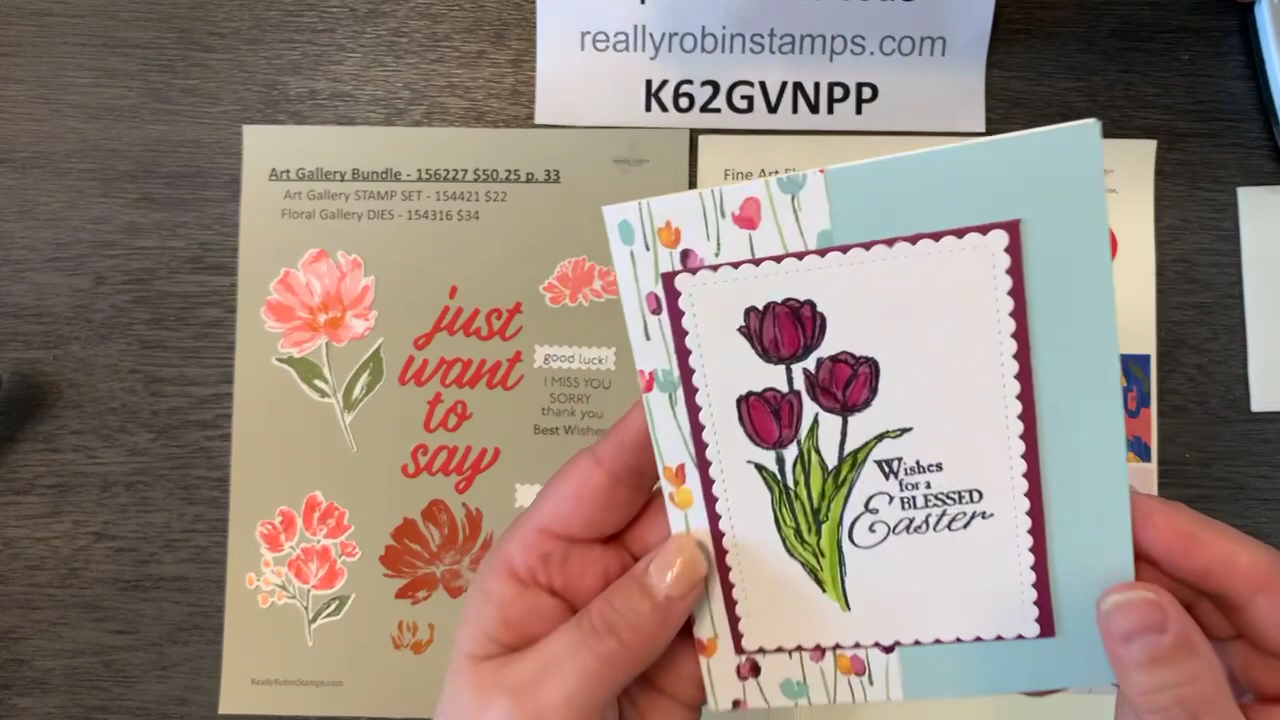 reallyrobinstamps.com
K62GVNPP
Art Gallery Bundle - 156227 $50.25 p. 33
Art Gallery STAMP SET - 154421 $22
Floral Gallery DIES - 154316 $34
Fine Art
just
want
to
say
good luck!
I MISS YOU
SORRY
thank you
Best Wishes
Wishes
for a
BLESSED
Easter
ReallyRobinStamps.com